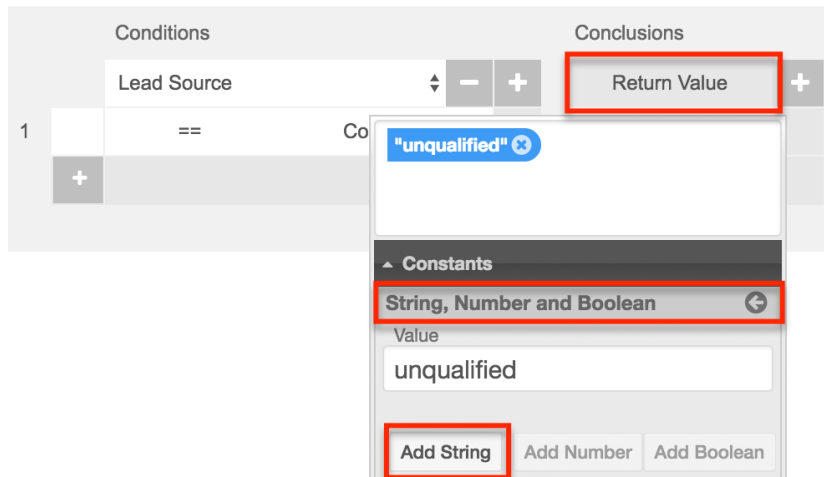 Conditions Conclusions
Lead Source − + Return Value +
1 == Co
+
"unqualified"
Constants
String, Number and Boolean
Value
unqualified
Add String Add Number Add Boolean